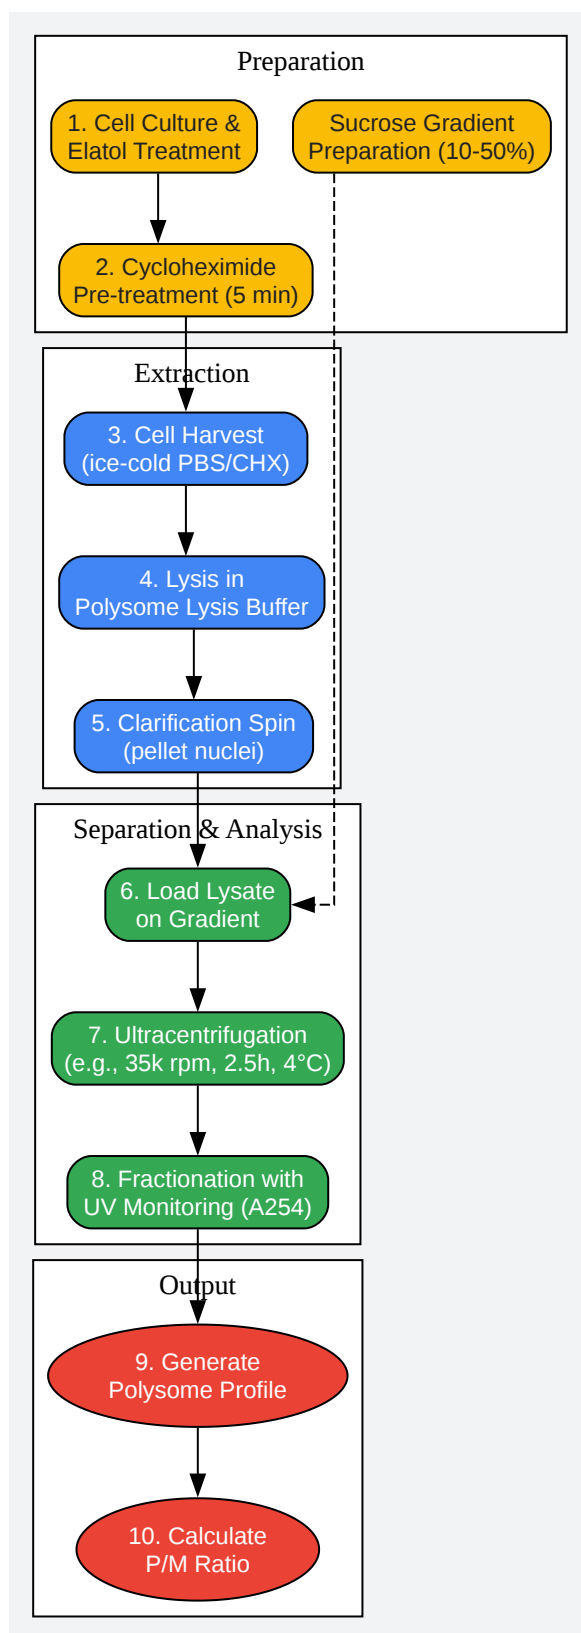 Preparation
1. Cell Culture &
Elatol Treatment
Sucrose Gradient
Preparation (10-50%)
2. Cycloheximide
Pre-treatment (5 min)
Extraction
3. Cell Harvest
(ice-cold PBS/CHX)
4. Lysis in
Polysome Lysis Buffer
5. Clarification Spin
(pellet nuclei)
Separation & Analysis
6. Load Lysate
on Gradient
7. Ultracentrifugation
(e.g., 35k rpm, 2.5h, 4°C)
8. Fractionation with
UV Monitoring (A254)
Output
9. Generate
Polysome Profile
10. Calculate
P/M Ratio